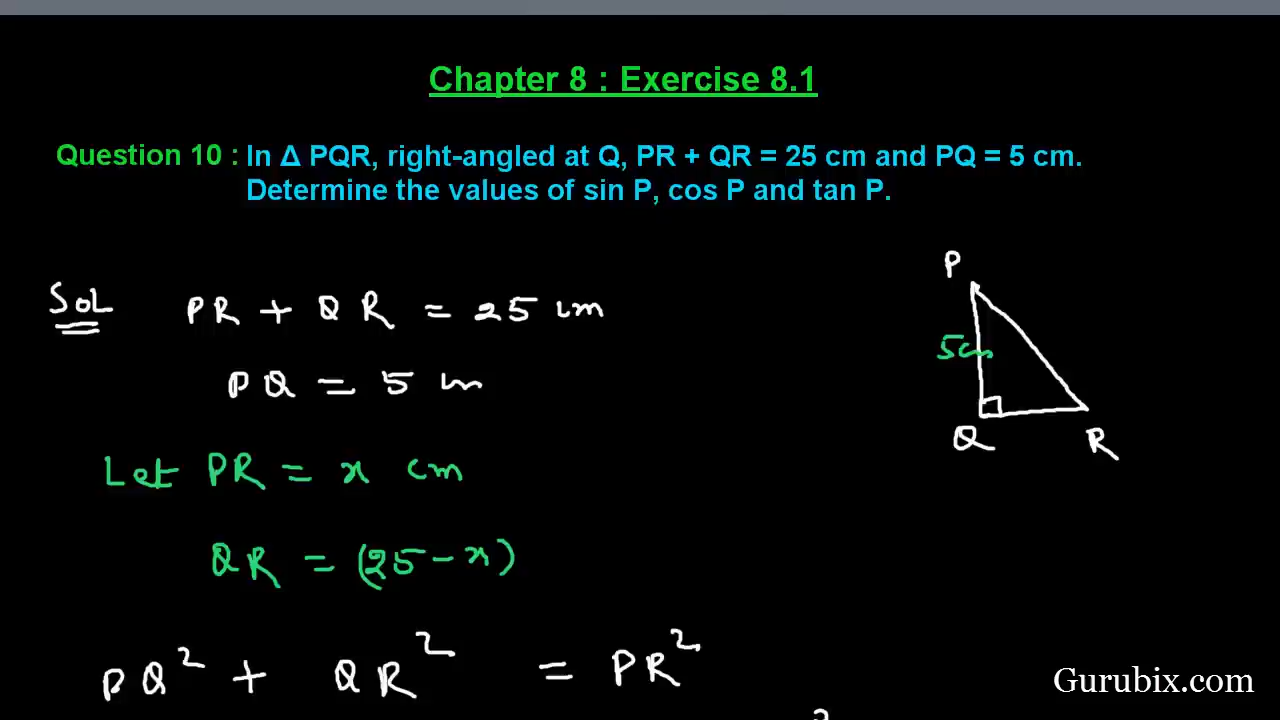 Chapter 8 : Exercise 8.1
Question 10 : In Δ PQR, right-angled at Q, PR + QR = 25 cm and PQ = 5 cm.
Determine the values of sin P, cos P and tan P.
SOL PR + QR = 25 cm
PQ = 5 cm
Let PR = x cm
QR = (25 - x)
PQ² + QR² = PR²
P
5cm
Q R
Gurubix.com